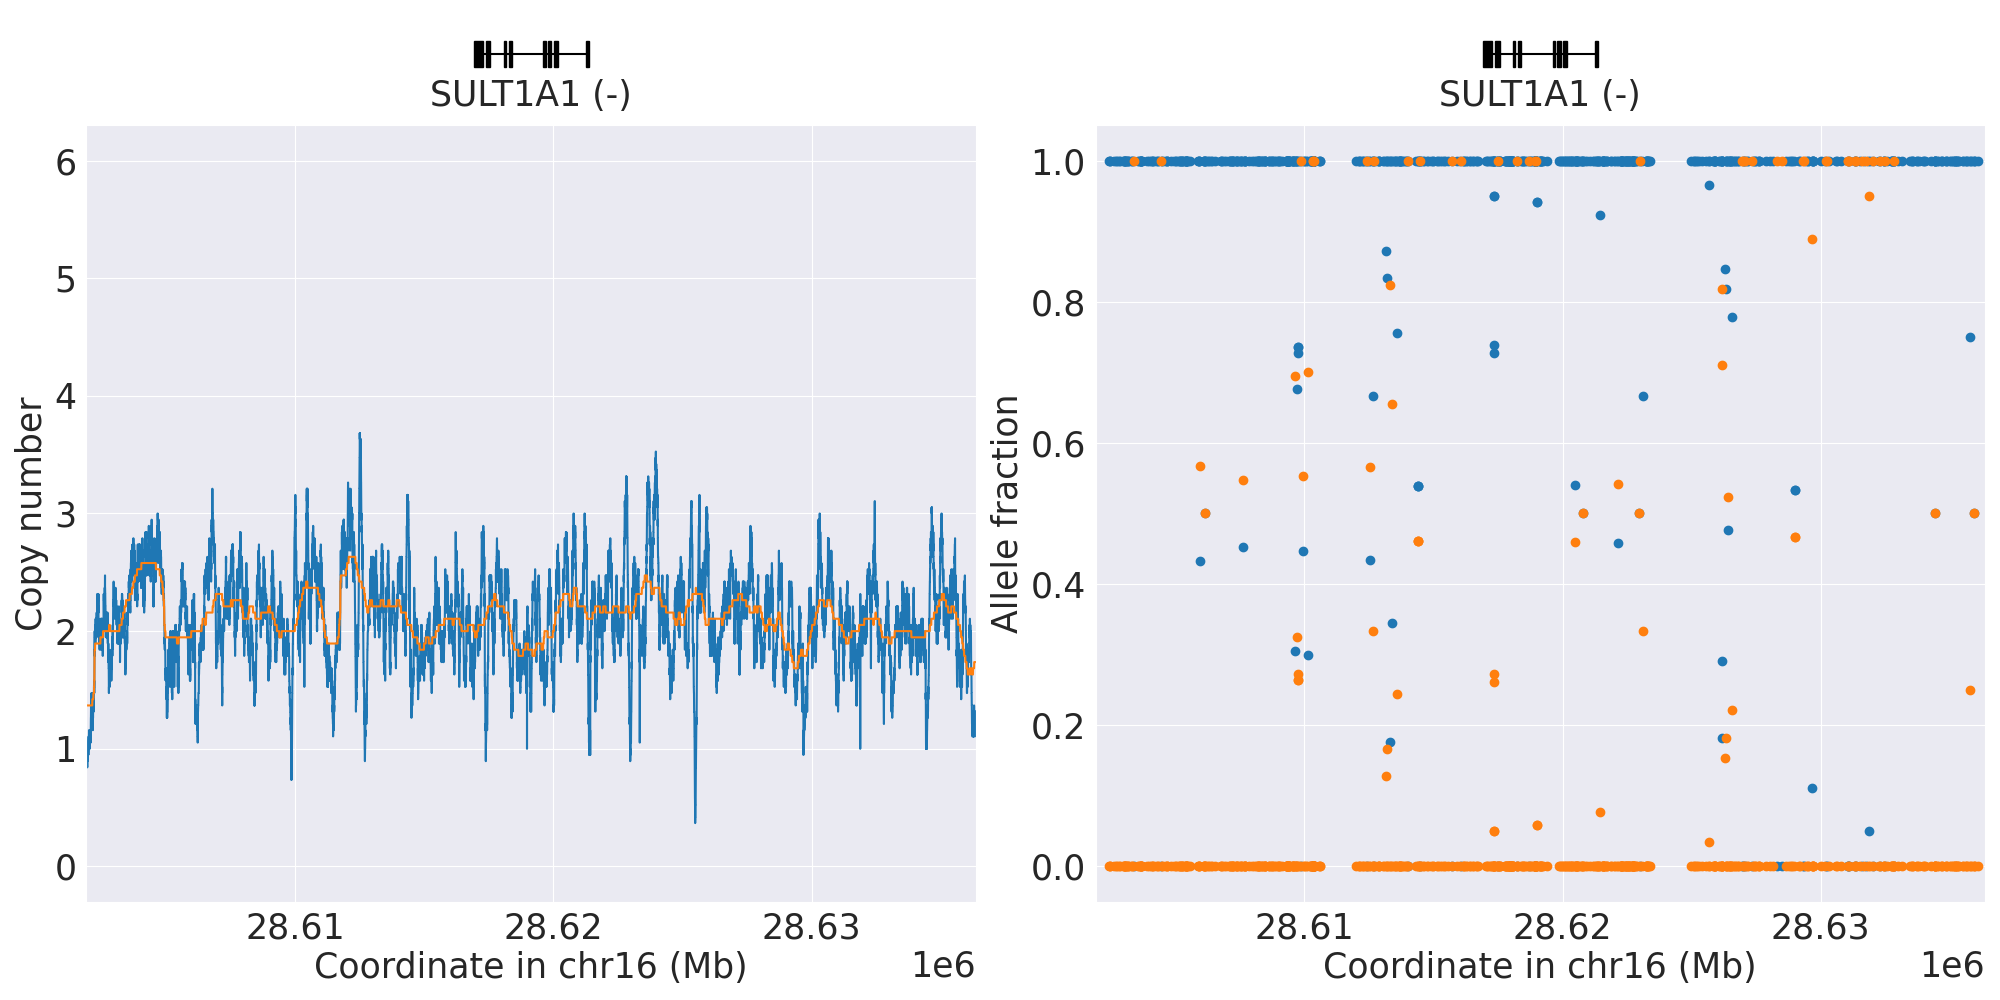 SULT1A1 (-)
6
5
4
3
2
1
0
Copy number
28.61
28.62
28.63
Coordinate in chr16 (Mb)
1e6
SULT1A1 (-)
1.0
0.8
0.6
0.4
0.2
0.0
Allele fraction
28.61
28.62
28.63
Coordinate in chr16 (Mb)
1e6